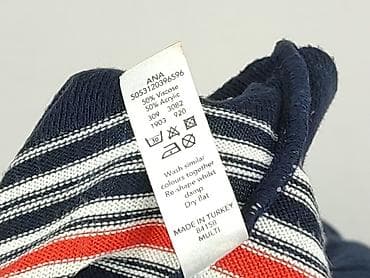 ANA
5053120396596
50% Viscose
50% Acrylic
309 3082
1903 920
Wash similar
colours together
Re-shape whilst
damp
Dry flat
MADE IN TURKEY
84158
MULTI